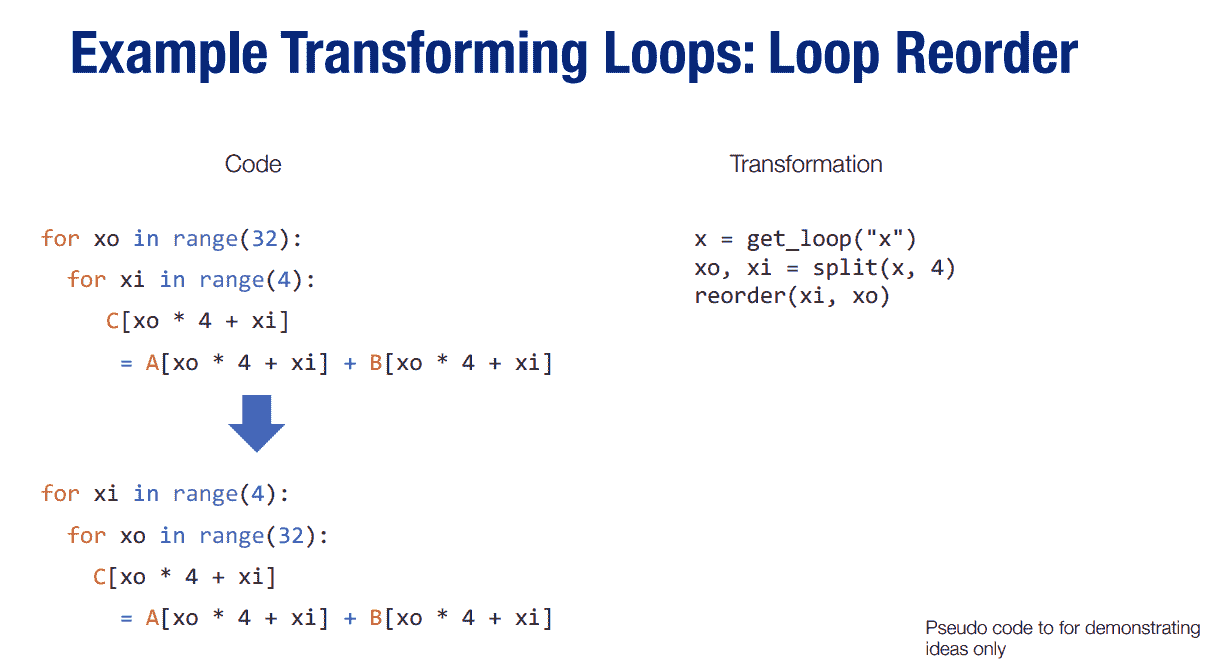 Example Transforming Loops: Loop Reorder
Code
for xo in range(32):
for xi in range(4):
C[xo * 4 + xi]
= A[xo * 4 + xi] + B[xo * 4 + xi]
for xi in range(4):
for xo in range(32):
C[xo * 4 + xi]
= A[xo * 4 + xi] + B[xo * 4 + xi]
Transformation
x = get_loop("x")
xo, xi = split(x, 4)
reorder(xi, xo)
Pseudo code to for demonstrating
ideas only